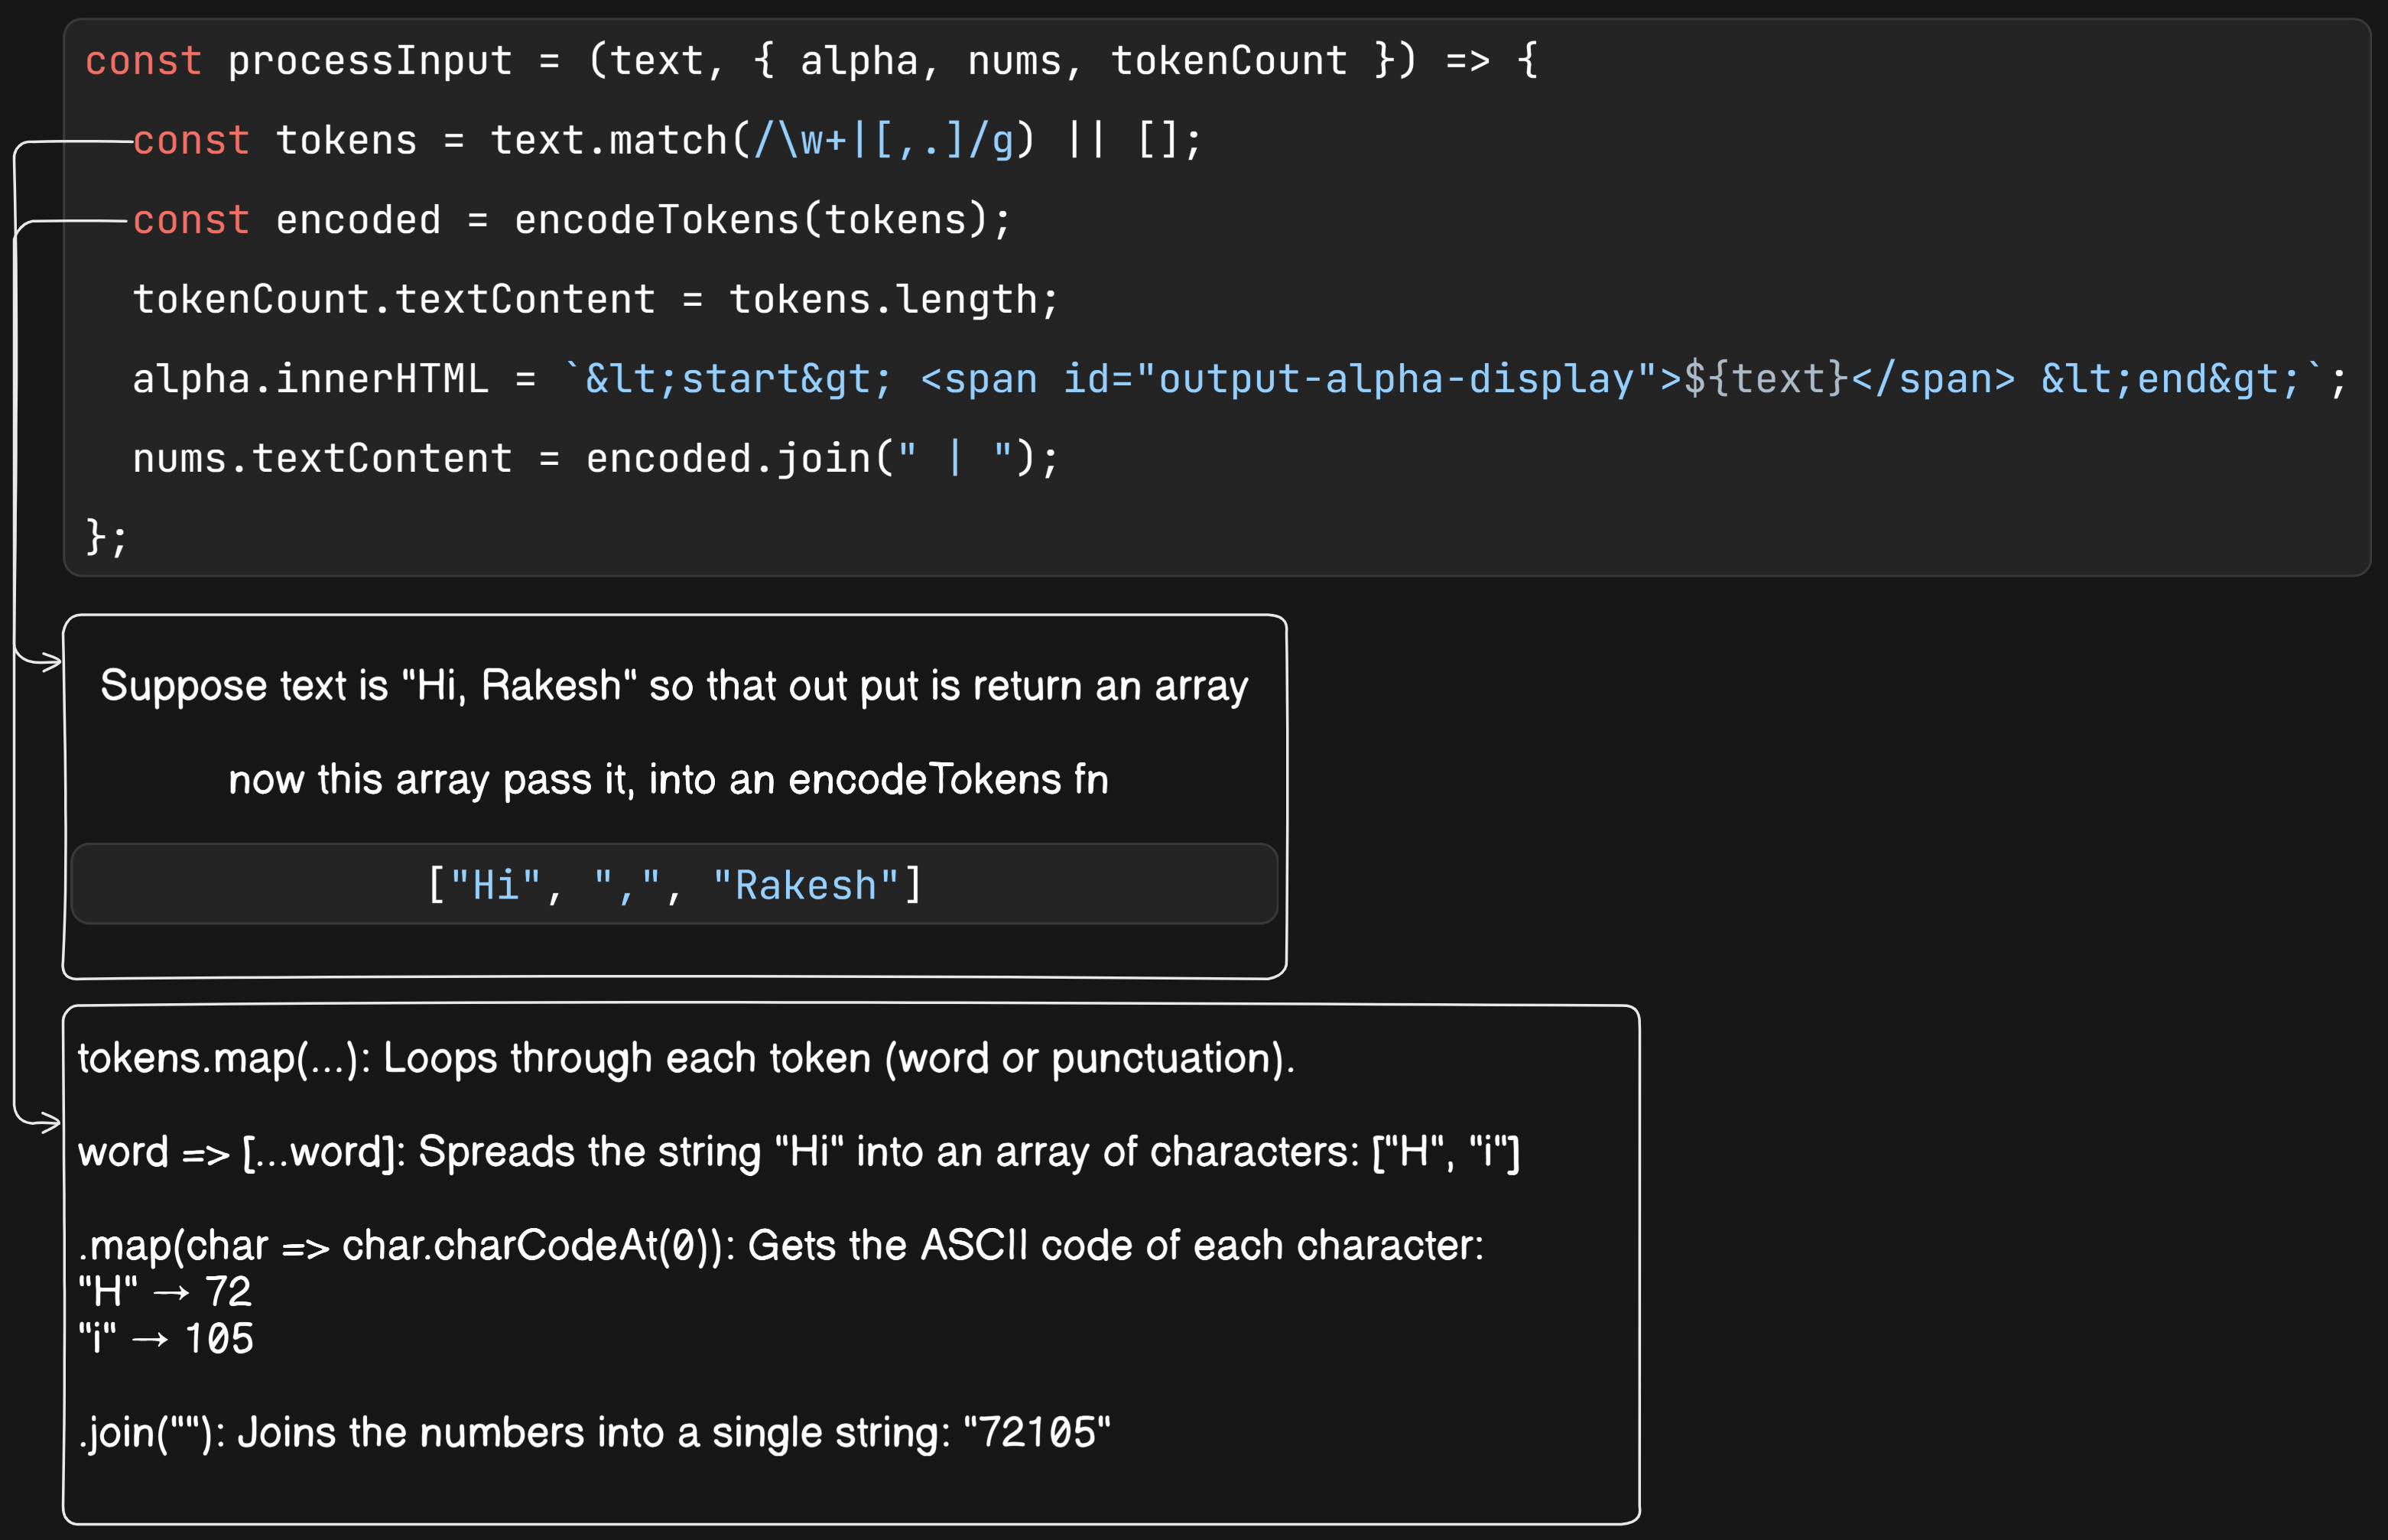 const processInput = (text, { alpha, nums, tokenCount }) => {
const tokens = text.match(/\w+|[,.]/g) || [];
const encoded = encodeTokens(tokens);
tokenCount.textContent = tokens.length;
alpha.innerHTML = `&lt;start&gt; <span id="output-alpha-display">${text}</span> &lt;end&gt;`;
nums.textContent = encoded.join(" | ");
};
Suppose text is "Hi, Rakesh" so that out put is return an array
now this array pass it, into an encodeTokens fn
["Hi", ",", "Rakesh"]
tokens.map(...): Loops through each token (word or punctuation).
word => [...word]: Spreads the string "Hi" into an array of characters: ["H", "i"]
.map(char => char.charCodeAt(0)): Gets the ASCII code of each character:
"H" → 72
"i" → 105
.join(""): Joins the numbers into a single string: "72105"